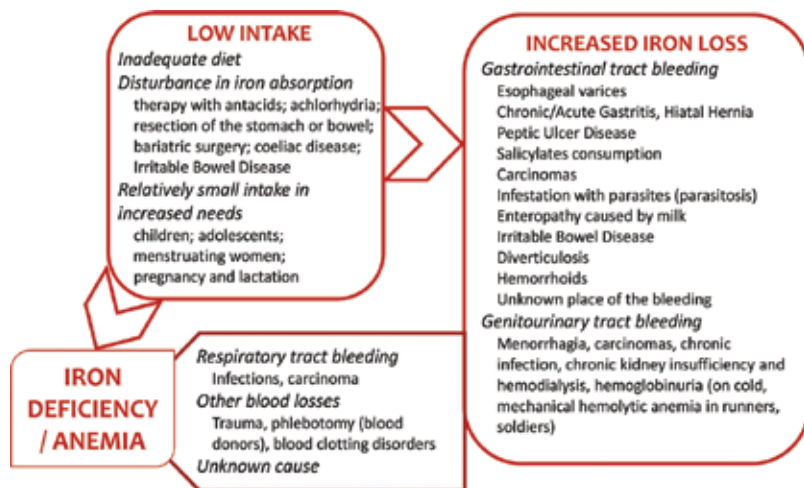 LOW INTAKE
Inadequate diet
Disturbance in iron absorption
therapy with antacids; achlorhydria;
resection of the stomach or bowel;
bariatric surgery; coeliac disease;
Irritable Bowel Disease
Relatively small intake in
increased needs
children; adolescents;
menstruating women;
pregnancy and lactation
INCREASED IRON LOSS
Gastrointestinal tract bleeding
Esophageal varices
Chronic/Acute Gastritis, Hiatal Hernia
Peptic Ulcer Disease
Salicylates consumption
Carcinomas
Infestation with parasites (parasitosis)
Enteropathy caused by milk
Irritable Bowel Disease
Diverticulosis
Hemorrhoids
Unknown place of the bleeding
Genitourinary tract bleeding
Menorrhagia, carcinomas, chronic
infection, chronic kidney insufficiency and
hemodialysis, hemoglobinuria (on cold,
mechanical hemolytic anemia in runners,
soldiers)
Respiratory tract bleeding
Infections, carcinoma
Other blood losses
Trauma, phlebotomy (blood
donors), blood clotting disorders
Unknown cause
IRON
DEFICIENCY
/ ANEMIA